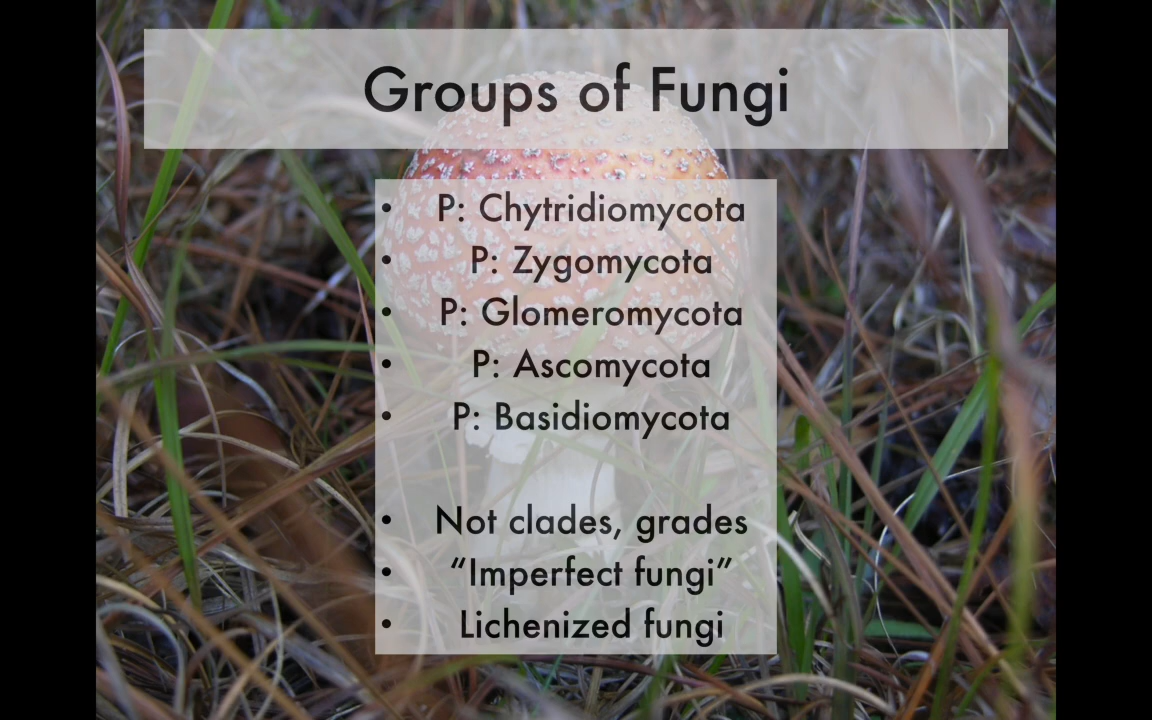 Groups of Fungi
• P: Chytridiomycota
• P: Zygomycota
• P: Glomeromycota
• P: Ascomycota
• P: Basidiomycota
• Not clades, grades
• “Imperfect fungi”
• Lichenized fungi